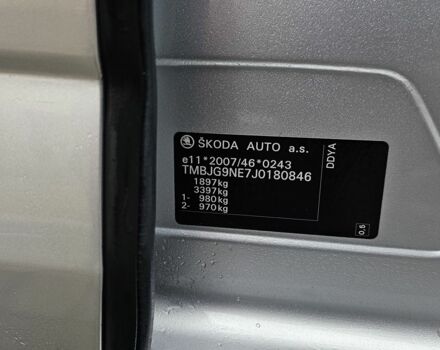 ŠKODA AUTO a.s.
e11*2007/46*0243
TMBJG9NE7J0180846
1897kg
3397kg
1- 980kg
2- 970kg
DDYA
0,5